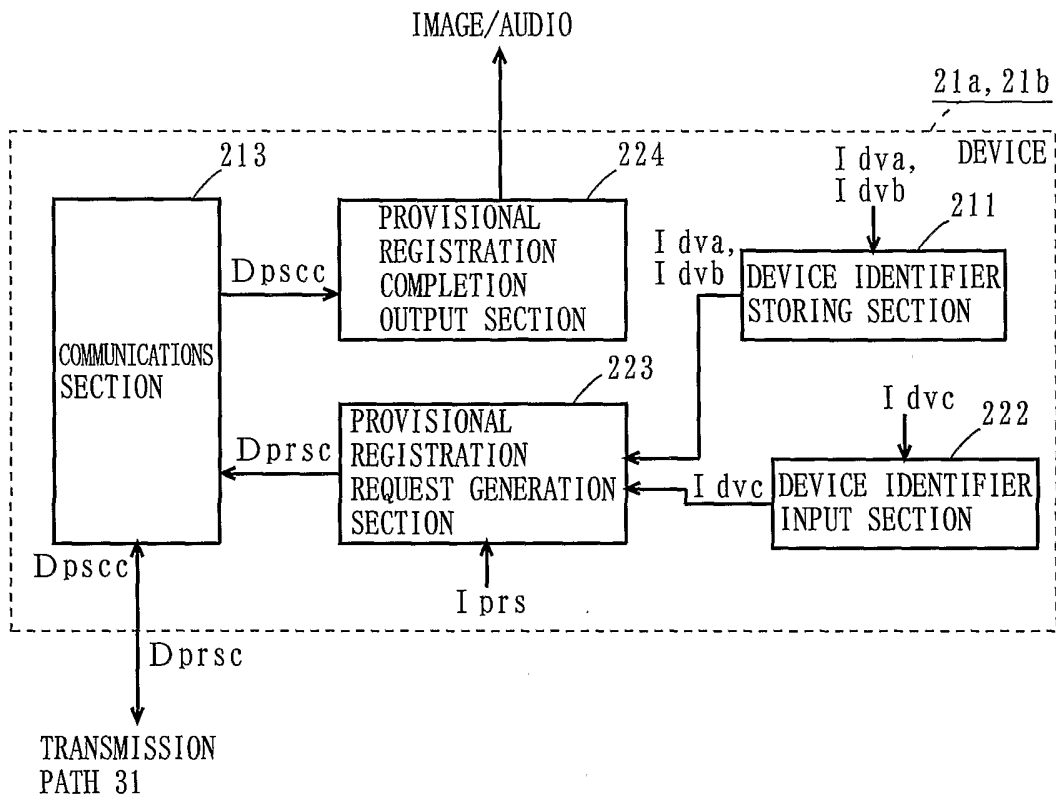 IMAGE/AUDIO
21a, 21b
DEVICE
213
224
I dva,
I dvb
211
PROVISIONAL
REGISTRATION
COMPLETION
OUTPUT SECTION
I dva,
I dvb
DEVICE IDENTIFIER
STORING SECTION
Dpscc
COMMUNICATIONS
SECTION
223
I dvc
222
PROVISIONAL
REGISTRATION
REQUEST GENERATION
SECTION
Dprsc
I dvc
DEVICE IDENTIFIER
INPUT SECTION
Dpscc
I prs
Dprsc
TRANSMISSION
PATH 31